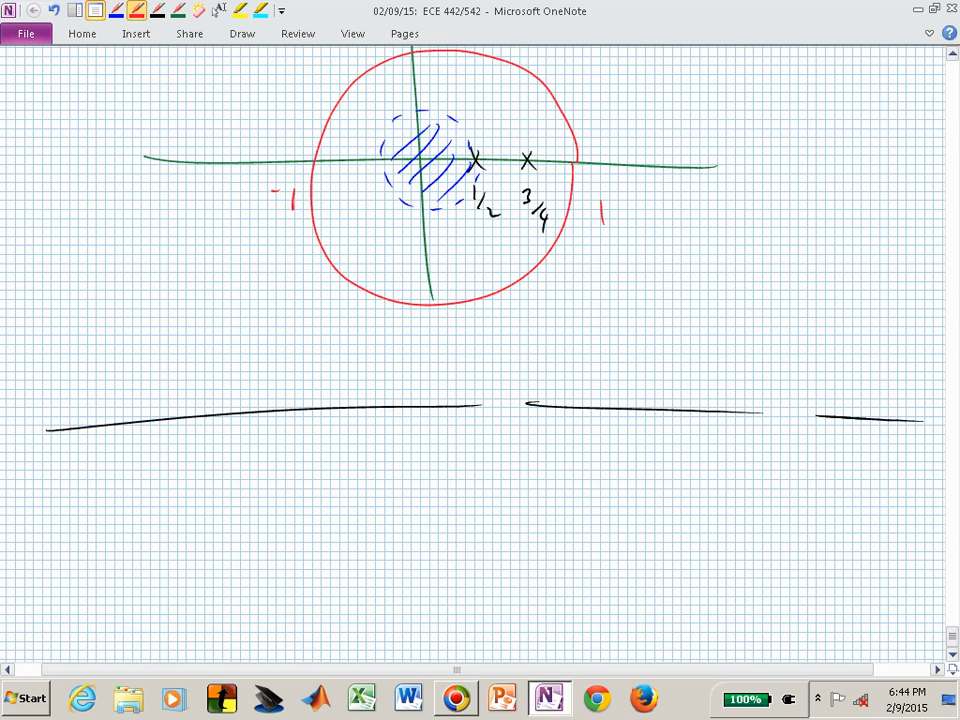 02/09/15: ECE 442/542 - Microsoft OneNote
File Home Insert Share Draw Review View Pages
-1 1/2 3/4 1
Start 100% 6:44 PM
2/9/2015